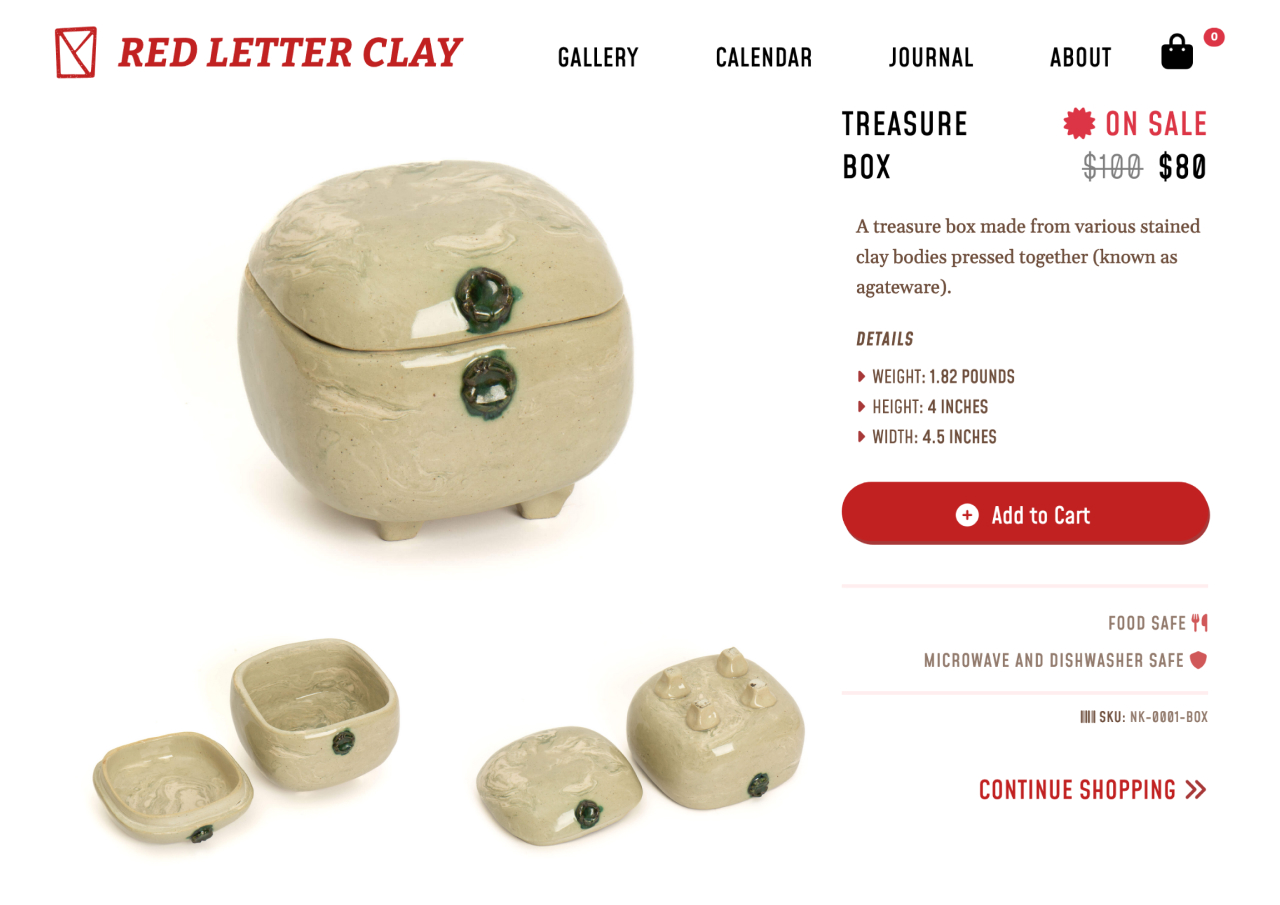 RED LETTER CLAY
GALLERY
CALENDAR
JOURNAL
ABOUT
0
TREASURE
BOX
ON SALE
$100 $80
A treasure box made from various stained
clay bodies pressed together (known as
agateware).
DETAILS
WEIGHT: 1.82 POUNDS
HEIGHT: 4 INCHES
WIDTH: 4.5 INCHES
Add to Cart
FOOD SAFE
MICROWAVE AND DISHWASHER SAFE
SKU: NK-0001-BOX
CONTINUE SHOPPING